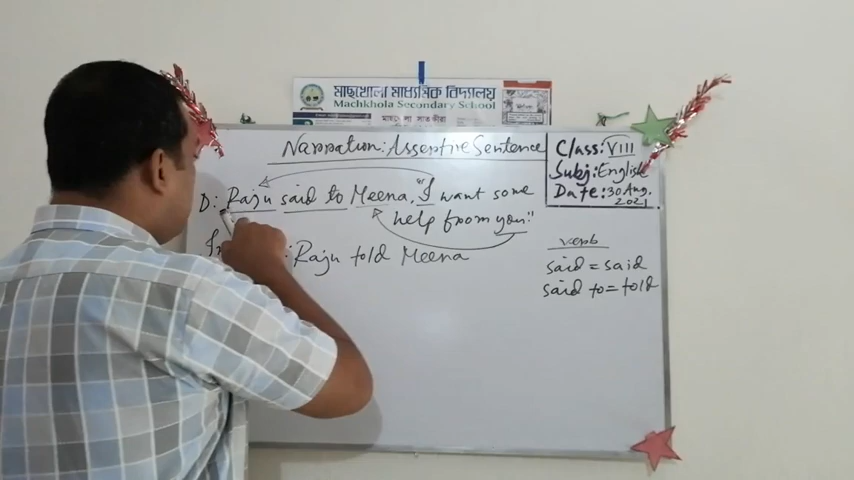 মাছখোলা মাধ্যমিক বিদ্যালয়
Machkhola Secondary School
Narration: Assertive Sentence
Class: VIII
Subj: English
Date: 30 Aug. 2021
D: Raju said to Meena, "I want some
help from you."
: Raju told Meena
verb
said = said
said to = told